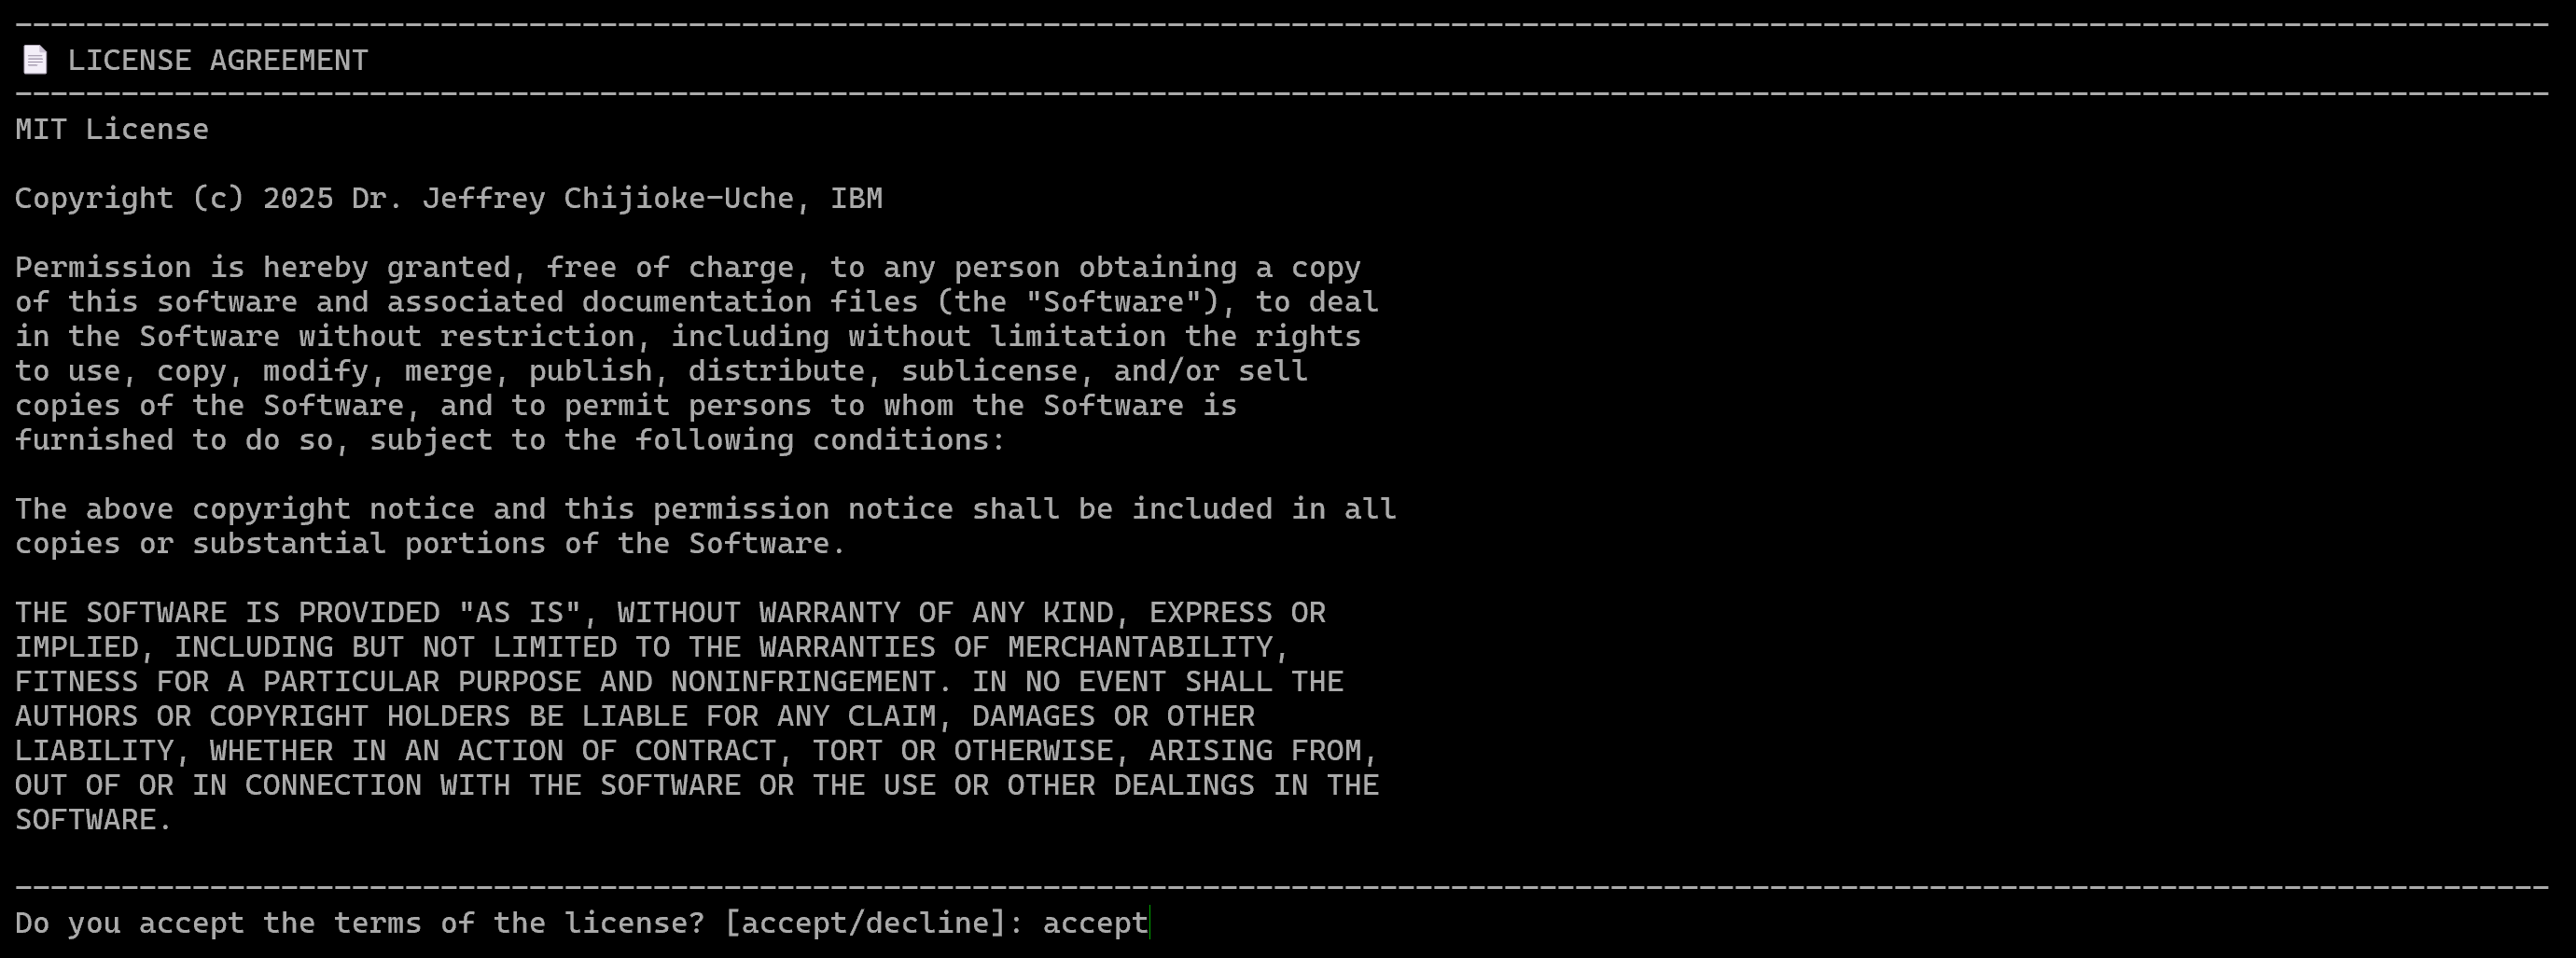 LICENSE AGREEMENT
MIT License
Copyright (c) 2025 Dr. Jeffrey Chijioke-Uche, IBM
Permission is hereby granted, free of charge, to any person obtaining a copy
of this software and associated documentation files (the "Software"), to deal
in the Software without restriction, including without limitation the rights
to use, copy, modify, merge, publish, distribute, sublicense, and/or sell
copies of the Software, and to permit persons to whom the Software is
furnished to do so, subject to the following conditions:
The above copyright notice and this permission notice shall be included in all
copies or substantial portions of the Software.
THE SOFTWARE IS PROVIDED "AS IS", WITHOUT WARRANTY OF ANY KIND, EXPRESS OR
IMPLIED, INCLUDING BUT NOT LIMITED TO THE WARRANTIES OF MERCHANTABILITY,
FITNESS FOR A PARTICULAR PURPOSE AND NONINFRINGEMENT. IN NO EVENT SHALL THE
AUTHORS OR COPYRIGHT HOLDERS BE LIABLE FOR ANY CLAIM, DAMAGES OR OTHER
LIABILITY, WHETHER IN AN ACTION OF CONTRACT, TORT OR OTHERWISE, ARISING FROM,
OUT OF OR IN CONNECTION WITH THE SOFTWARE OR THE USE OR OTHER DEALINGS IN THE
SOFTWARE.
Do you accept the terms of the license? [accept/decline]: accept